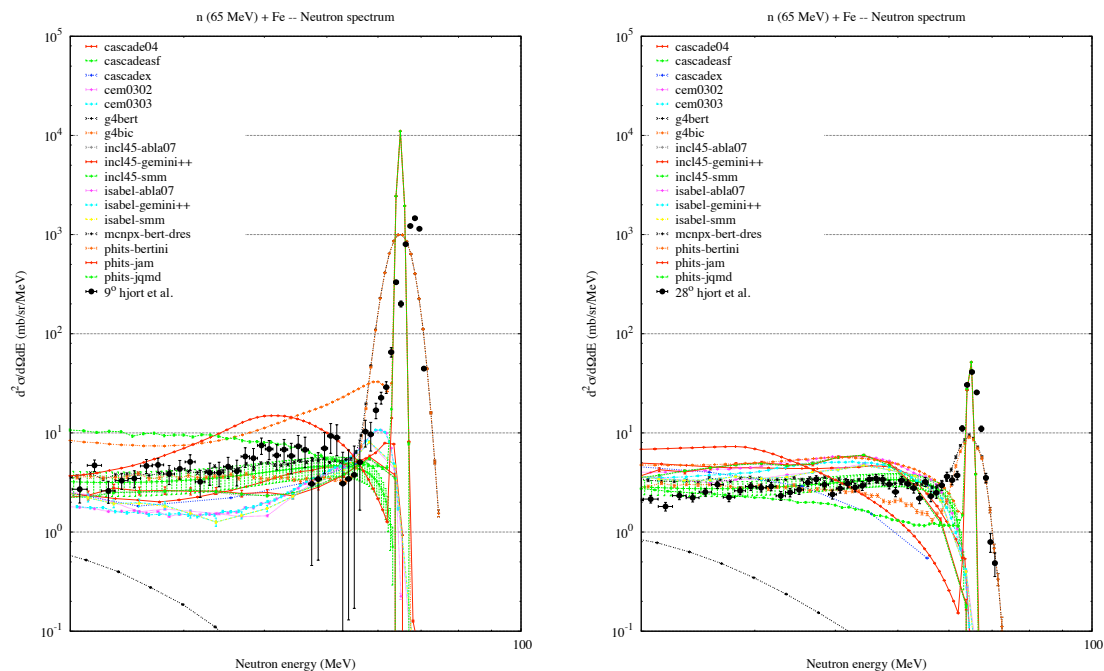 n (65 MeV) + Fe -- Neutron spectrum
10^5
10^4
10^3
10^2
10^1
10^0
10^-1
d^2 σ/dΩdE (mb/sr/MeV)
cascade04
cascadeasf
cascadex
cem0302
cem0303
g4bert
g4bic
incl45-abla07
incl45-gemini++
incl45-smm
isabel-abla07
isabel-gemini++
isabel-smm
mcnpx-bert-dres
phits-bertini
phits-jam
phits-jqmd
9° hjort et al.
100
Neutron energy (MeV)
n (65 MeV) + Fe -- Neutron spectrum
10^5
10^4
10^3
10^2
10^1
10^0
10^-1
d^2 σ/dΩdE (mb/sr/MeV)
cascade04
cascadeasf
cascadex
cem0302
cem0303
g4bert
g4bic
incl45-abla07
incl45-gemini++
incl45-smm
isabel-abla07
isabel-gemini++
isabel-smm
mcnpx-bert-dres
phits-bertini
phits-jam
phits-jqmd
28° hjort et al.
100
Neutron energy (MeV)